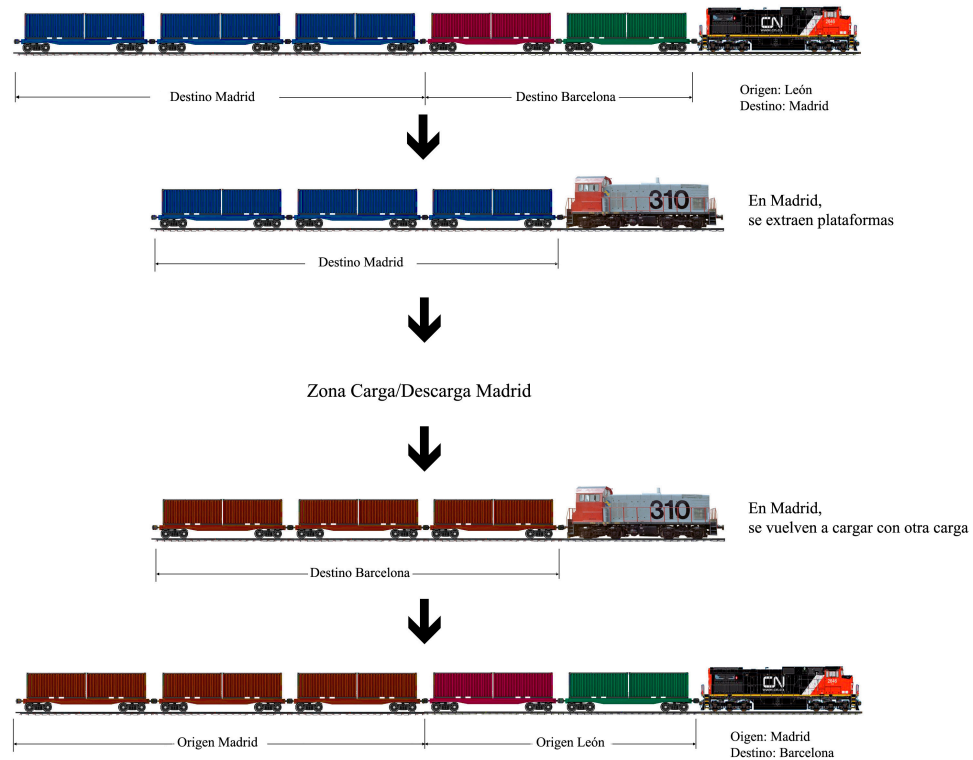 CN
Destino Madrid
Destino Barcelona
Origen: León
Destino: Madrid
310
En Madrid,
se extraen plataformas
Destino Madrid
Zona Carga/Descarga Madrid
310
En Madrid,
se vuelven a cargar con otra carga
Destino Barcelona
CN
Origen Madrid
Origen León
Oigen: Madrid
Destino: Barcelona